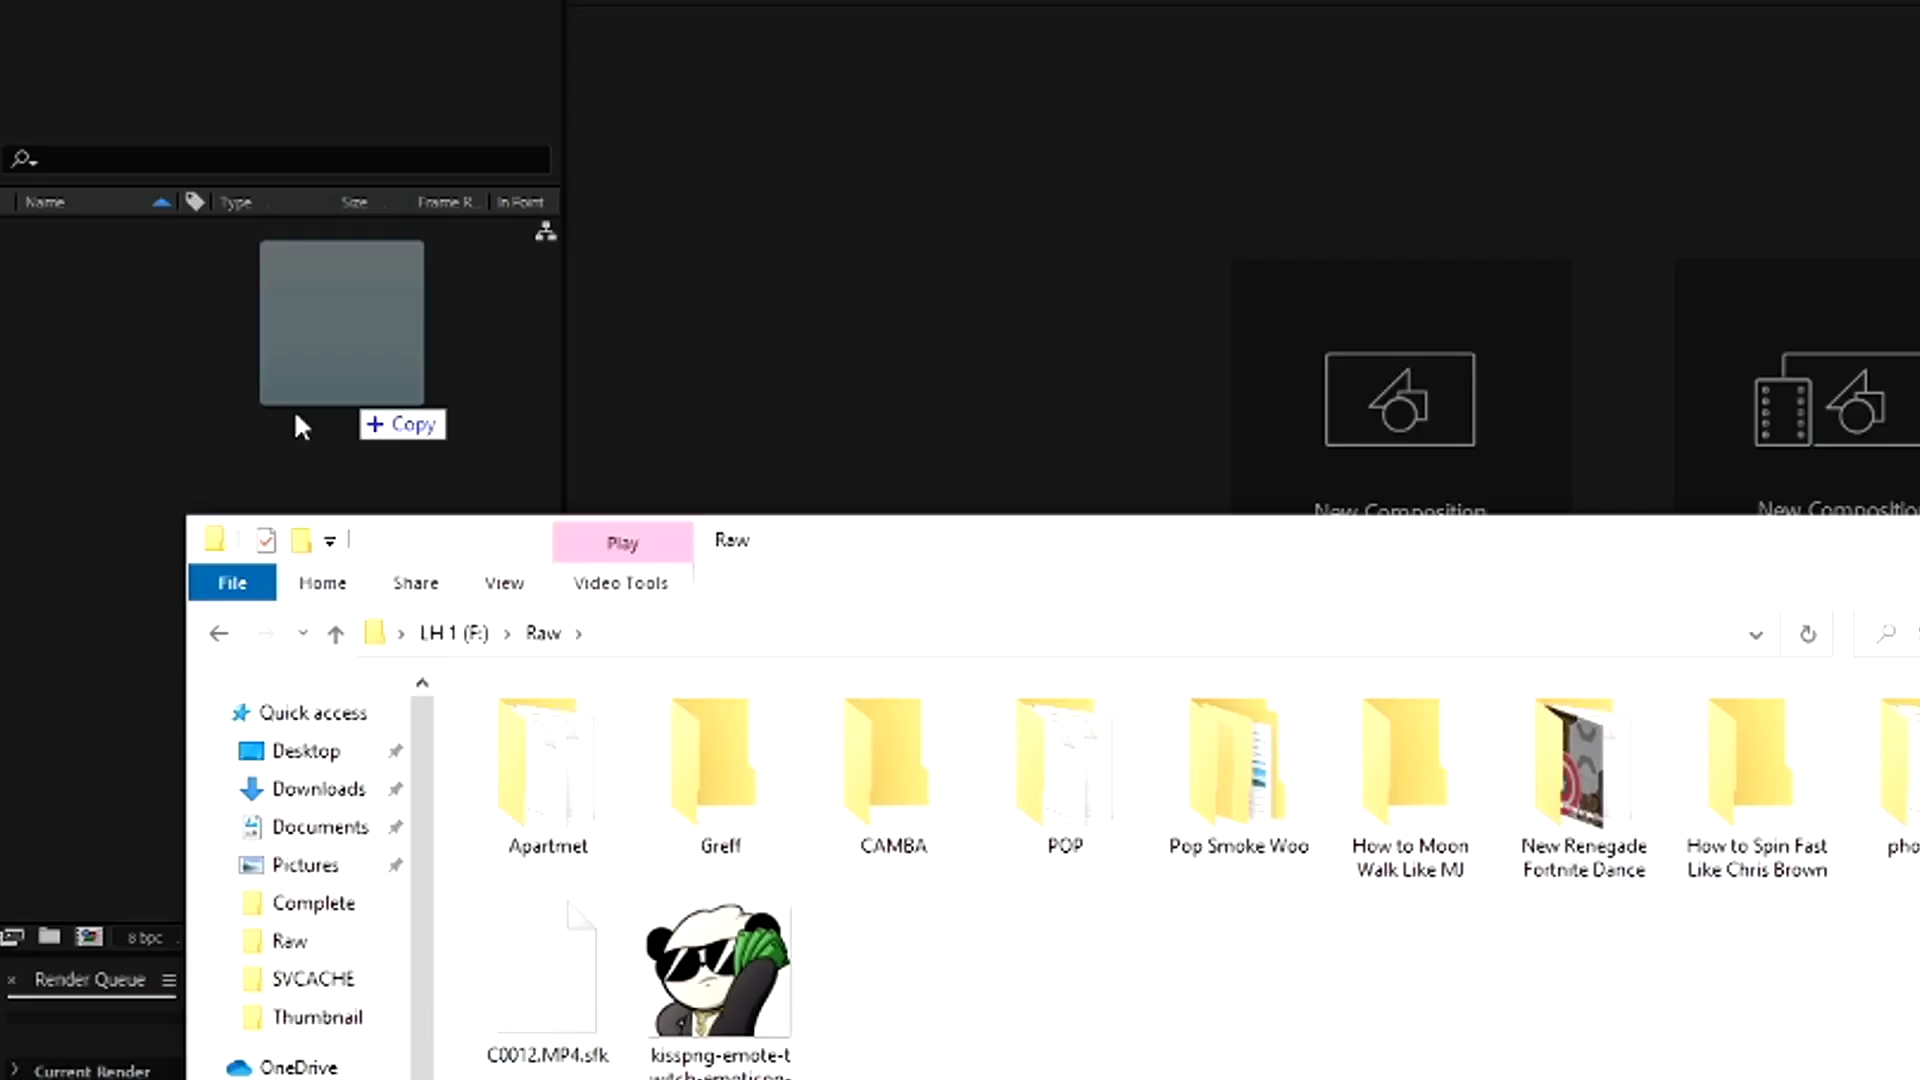 Name Type Size Frame R... In Point
+ Copy
New Composition
Play Raw
File Home Share View Video Tools
LH 1 (F:) Raw
Quick access
Desktop
Downloads
Documents
Pictures
Complete
Raw
SVCACHE
Thumbnail
OneDrive
Apartmet
Greff
CAMBA
POP
Pop Smoke Woo
How to Moon
Walk Like MJ
New Renegade
Fortnite Dance
How to Spin Fast
Like Chris Brown
pho
C0012.MP4.sfk
kisspng-emote-t
8 bpc
Render Queue
Current Render